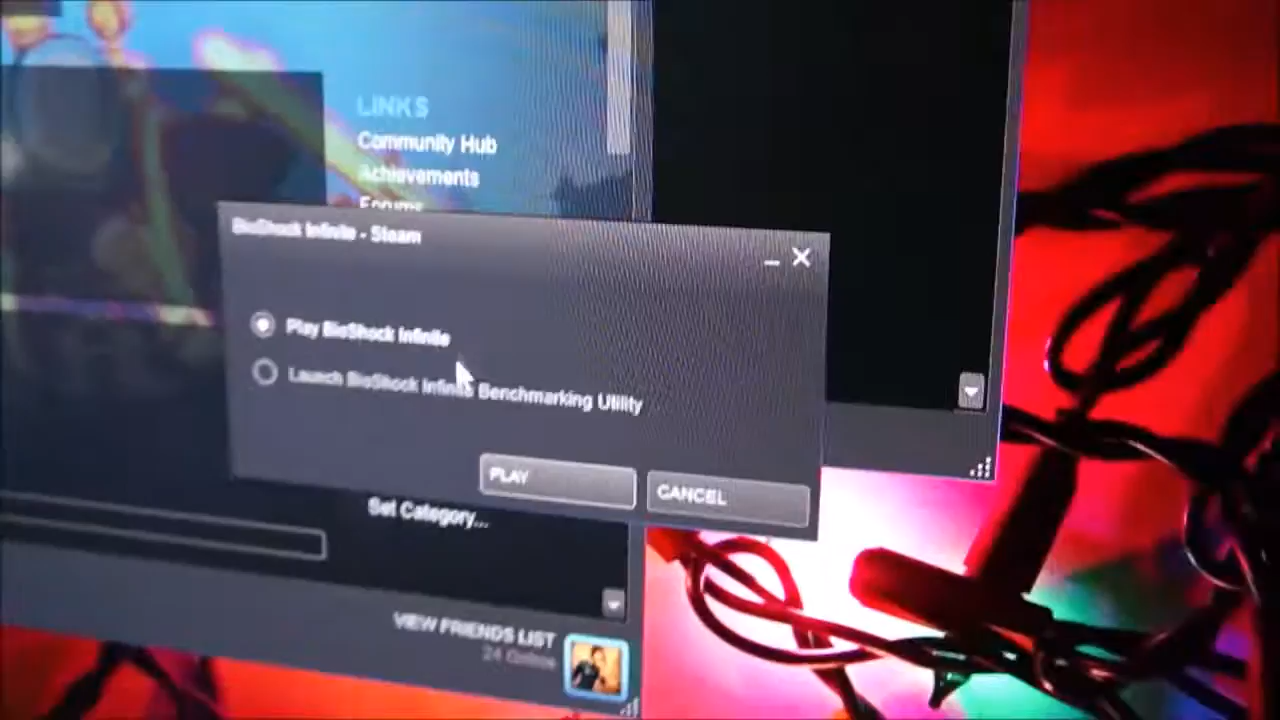 LINKS
Community Hub
Achievements
Forums
BioShock Infinite - Steam
Play BioShock Infinite
Launch BioShock Infinite Benchmarking Utility
PLAY
CANCEL
Set Category...
VIEW FRIENDS LIST
24 Online